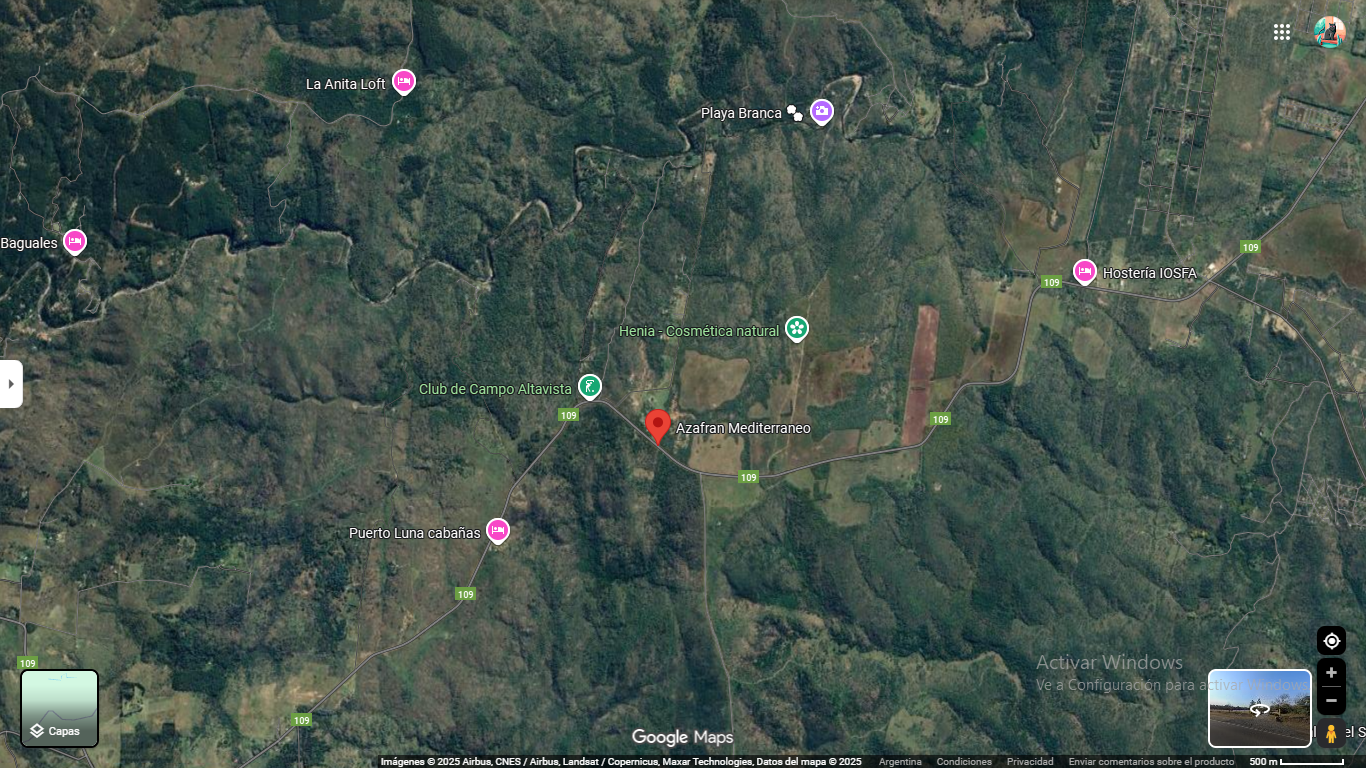 La Anita Loft
Playa Branca
Baguales
109
109
Hostería IOSFA
Henia - Cosmética natural
Club de Campo Altavista
109
109
Azafran Mediterraneo
109
Puerto Luna cabañas
109
109
109
Activar Windows
Ve a Configuración para activar Windows.
Capas
Google Maps
el S
Imágenes © 2025 Airbus, CNES / Airbus, Landsat / Copernicus, Maxar Technologies, Datos del mapa © 2025
Argentina
Condiciones
Privacidad
Enviar comentarios sobre el producto
500 m